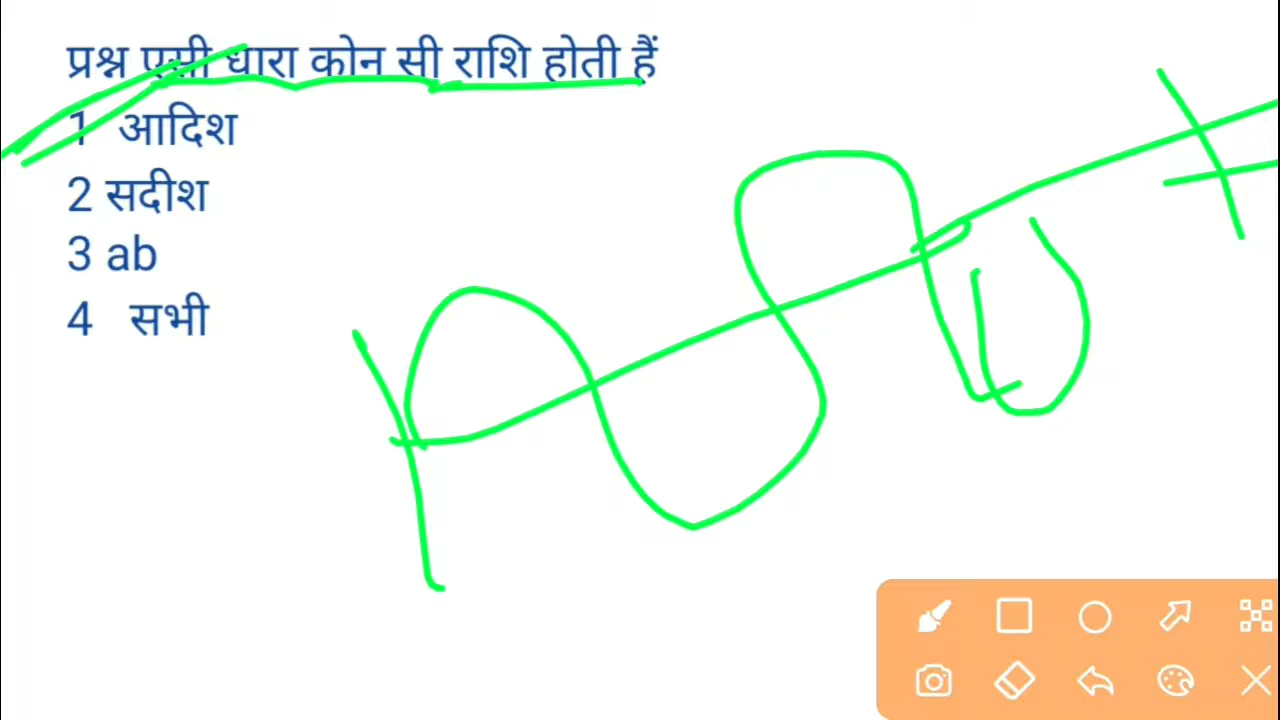 प्रश्न एसी धारा कोन सी राशि होती हैं
1 आदिश
2 सदीश
3 ab
4 सभी